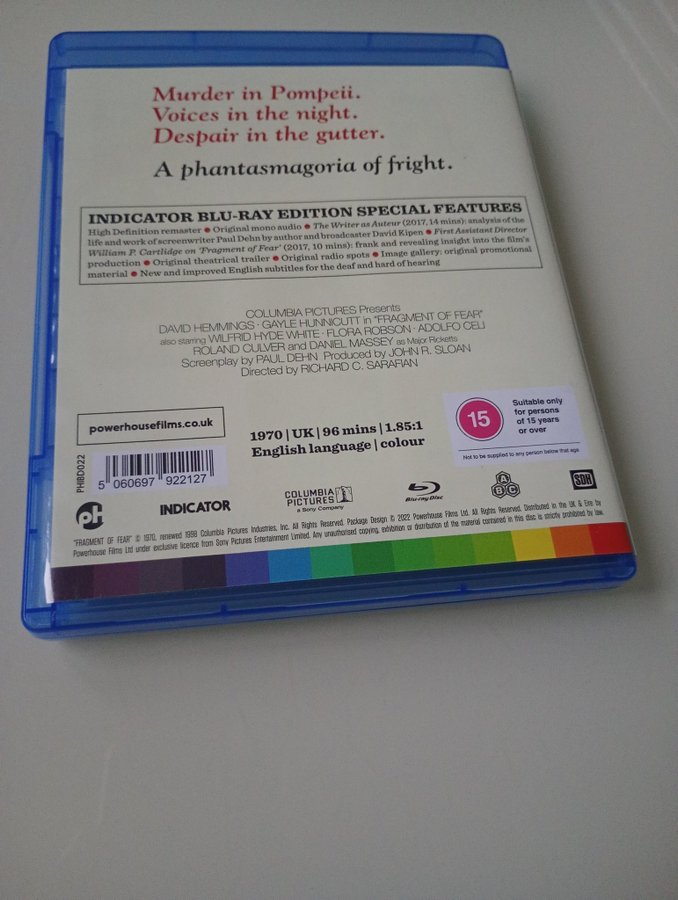 Murder in Pompeii.
Voices in the night.
Despair in the gutter.
A phantasmagoria of fright.
INDICATOR BLU-RAY EDITION SPECIAL FEATURES
High Definition remaster ● Original mono audio ● The Writer as Auteur (2017, 14 mins): analysis of the
life and work of screenwriter Paul Dehn by author and broadcaster David Kipen ● First Assistant Director
William P. Cartlidge on 'Fragment of Fear' (2017, 10 mins): frank and revealing insight into the film's
production ● Original theatrical trailer ● Original radio spots ● Image gallery: original promotional
material ● New and improved English subtitles for the deaf and hard of hearing
COLUMBIA PICTURES Presents
DAVID HEMMINGS · GAYLE HUNNICUTT in "FRAGMENT OF FEAR"
also starring WILFRID HYDE WHITE · FLORA ROBSON · ADOLFO CELI
ROLAND CULVER and DANIEL MASSEY as Major Ricketts
Screenplay by PAUL DEHN Produced by JOHN R. SLOAN
Directed by RICHARD C. SARAFIAN
powerhousefilms.co.uk
1970 | UK | 96 mins | 1.85:1
English language | colour
15
Suitable only
for persons
of 15 years
or over
Not to be supplied to any person below that age
PHIBD022
5 060697 922127
ph
INDICATOR
COLUMBIA
PICTURES
a Sony Company
Blu-ray Disc
A
B C
SDH
"FRAGMENT OF FEAR" © 1970, renewed 1998 Columbia Pictures Industries, Inc. All Rights Reserved. Package Design © 2022 Powerhouse Films Ltd. All Rights Reserved. Distributed in the UK & Eire by
Powerhouse Films Ltd under exclusive licence from Sony Pictures Entertainment Limited. Any unauthorised copying, exhibition or distribution of the material contained in this disc is strictly prohibited by law.